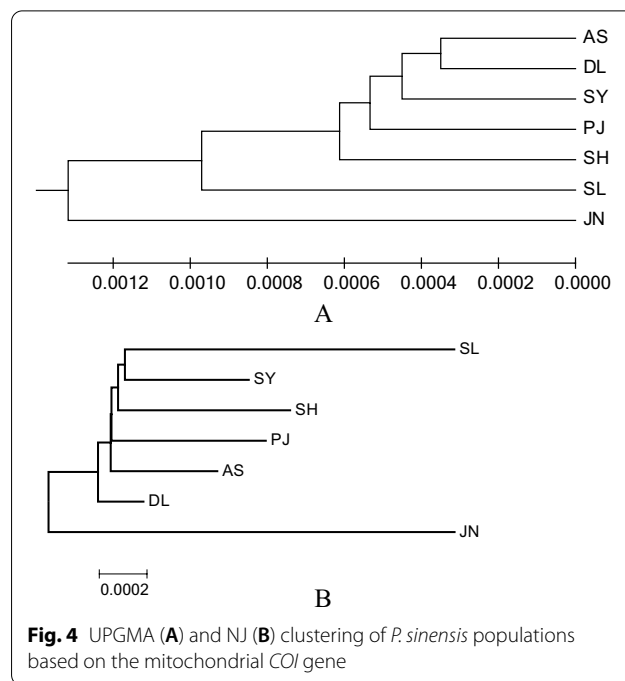 AS
DL
SY
PJ
SH
SL
JN
0.0012 0.0010 0.0008 0.0006 0.0004 0.0002 0.0000
A
SL
SY
SH
PJ
AS
DL
JN
0.0002
B
Fig. 4 UPGMA (A) and NJ (B) clustering of P. sinensis populations
based on the mitochondrial COI gene